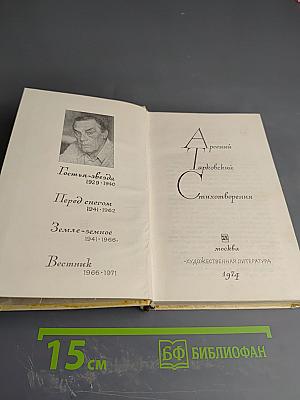 Гостья-звезда
1929·1940
Перед снегом
1941·1962
Земле-земное
1941·1966
Вестник
1966·1971
Арсений
Тарковский
Стихотворения
москва
«ХУДОЖЕСТВЕННАЯ ЛИТЕРАТУРА»
1974
15 см
БФ БИБЛИОФАН